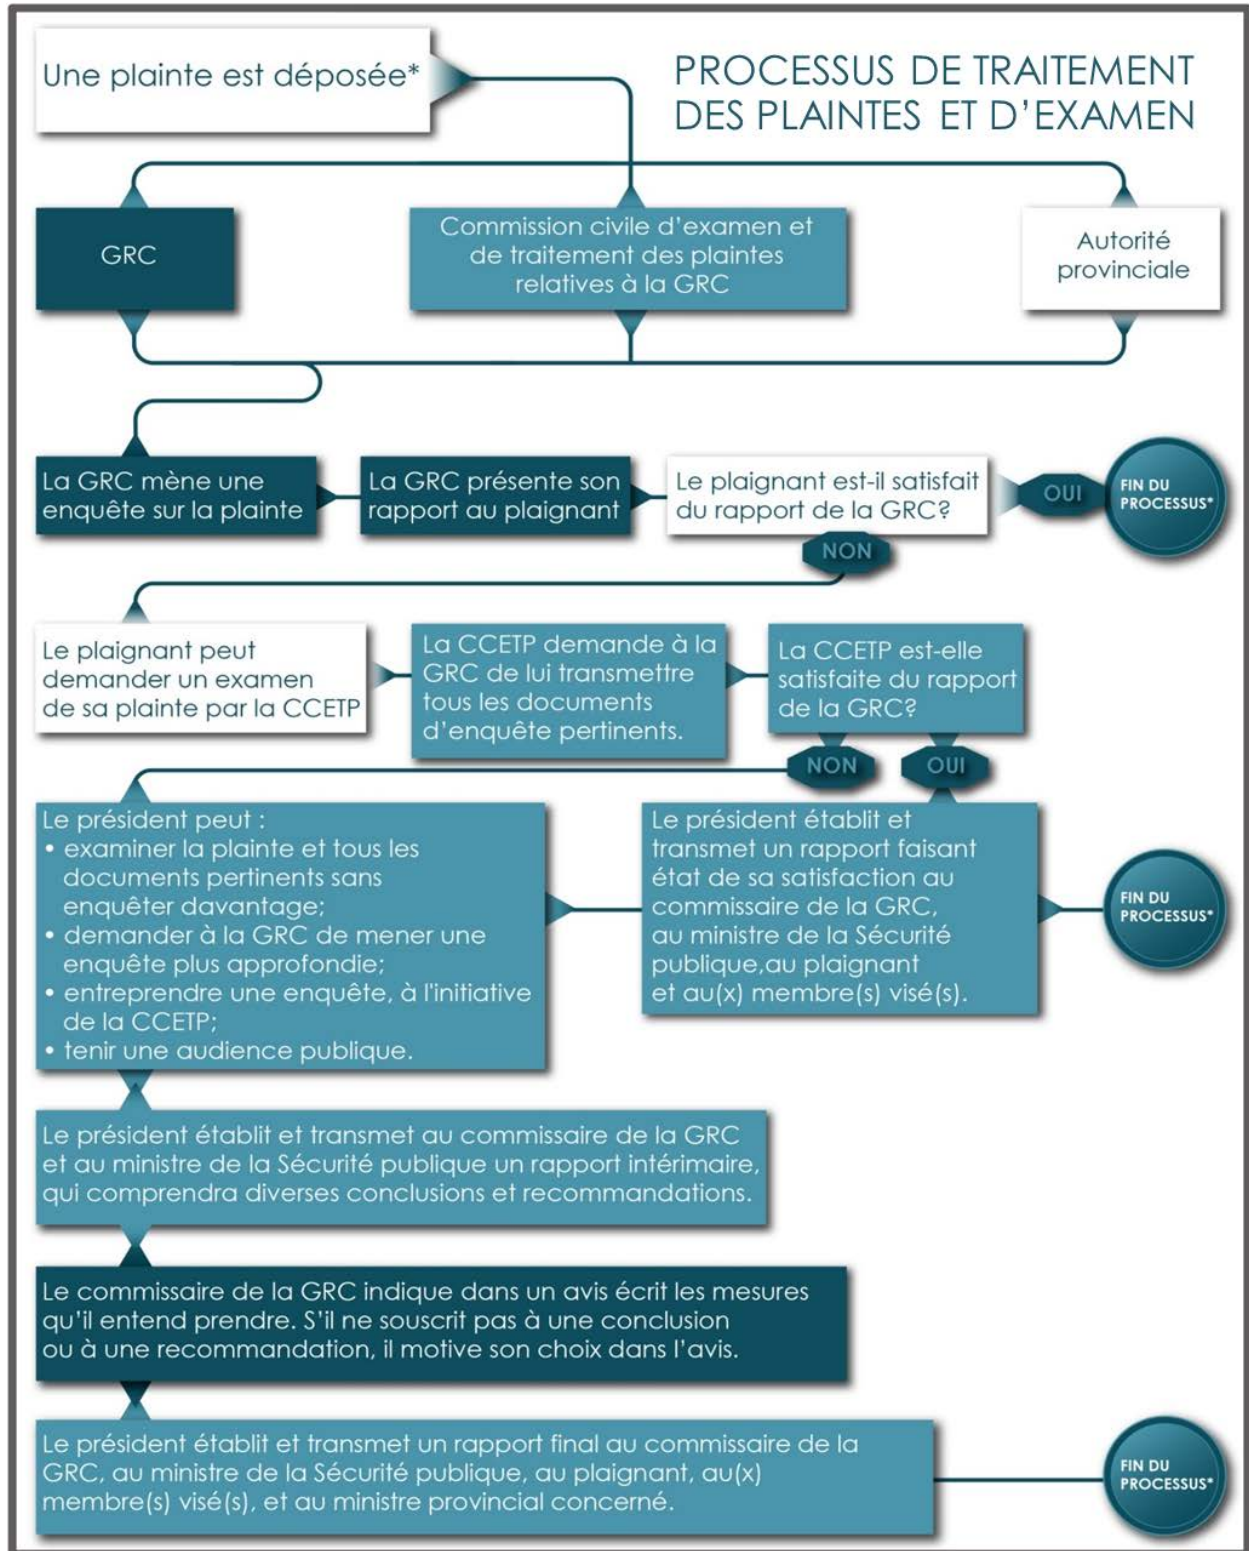 Une plainte est déposée*
PROCESSUS DE TRAITEMENT
DES PLAINTES ET D'EXAMEN
GRC
Commission civile d'examen et
de traitement des plaintes
relatives à la GRC
Autorité
provinciale
La GRC mène une
enquête sur la plainte
La GRC présente son
rapport au plaignant
Le plaignant est-il satisfait
du rapport de la GRC?
OUI
FIN DU
PROCESSUS*
NON
Le plaignant peut
demander un examen
de sa plainte par la CCETP
La CCETP demande à la
GRC de lui transmettre
tous les documents
d'enquête pertinents.
La CCETP est-elle
satisfaite du rapport
de la GRC?
NON
OUI
Le président peut :
• examiner la plainte et tous les
documents pertinents sans
enquêter davantage;
• demander à la GRC de mener une
enquête plus approfondie;
• entreprendre une enquête, à l'initiative
de la CCETP;
• tenir une audience publique.
Le président établit et
transmet un rapport faisant
état de sa satisfaction au
commissaire de la GRC,
au ministre de la Sécurité
publique,au plaignant
et au(x) membre(s) visé(s).
FIN DU
PROCESSUS*
Le président établit et transmet au commissaire de la GRC
et au ministre de la Sécurité publique un rapport intérimaire,
qui comprendra diverses conclusions et recommandations.
Le commissaire de la GRC indique dans un avis écrit les mesures
qu'il entend prendre. S'il ne souscrit pas à une conclusion
ou à une recommandation, il motive son choix dans l'avis.
Le président établit et transmet un rapport final au commissaire de la
GRC, au ministre de la Sécurité publique, au plaignant, au(x)
membre(s) visé(s), et au ministre provincial concerné.
FIN DU
PROCESSUS*